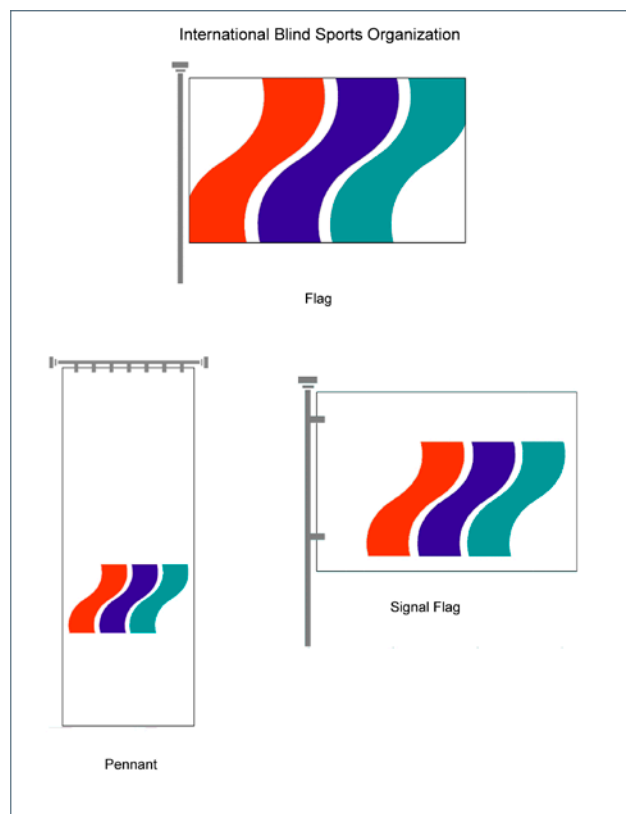 International Blind Sports Organization
Flag
Signal Flag
Pennant